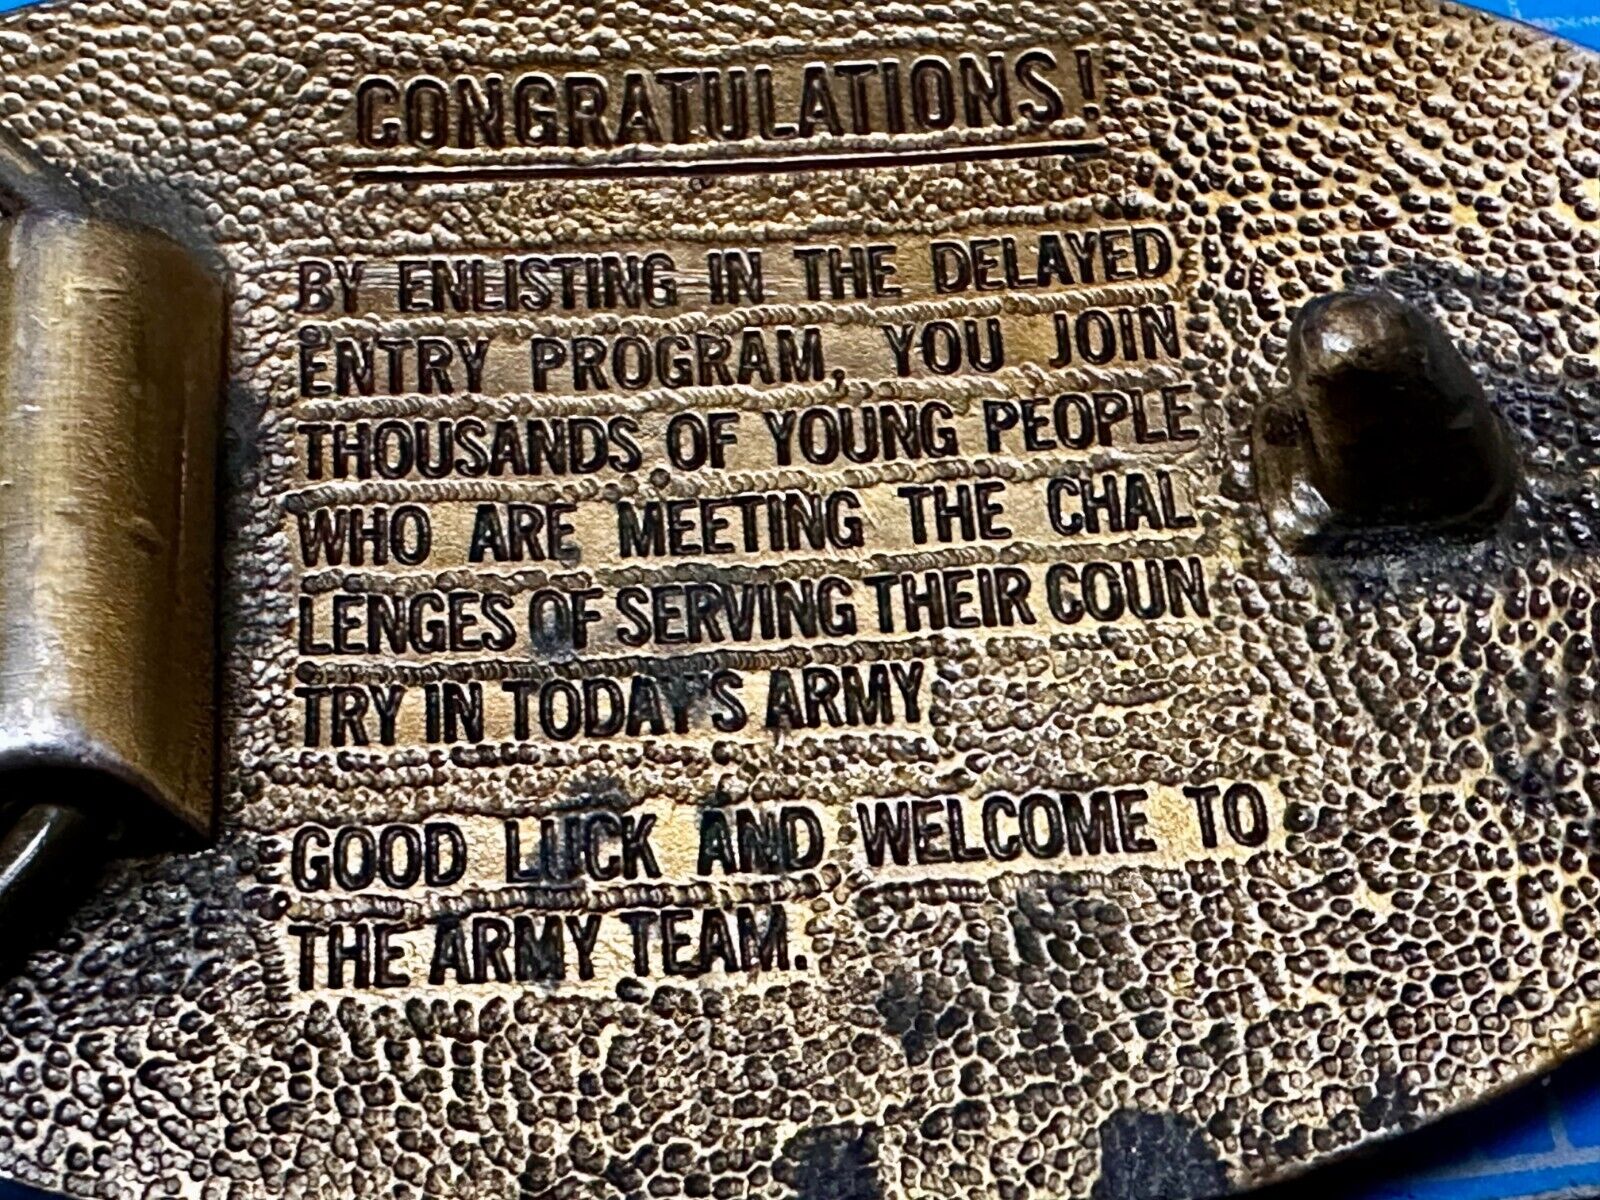 CONGRATULATIONS!
BY ENLISTING IN THE DELAYED
ENTRY PROGRAM, YOU JOIN
THOUSANDS OF YOUNG PEOPLE
WHO ARE MEETING THE CHAL
LENGES OF SERVING THEIR COUN
TRY IN TODAY'S ARMY.
GOOD LUCK AND WELCOME TO
THE ARMY TEAM.